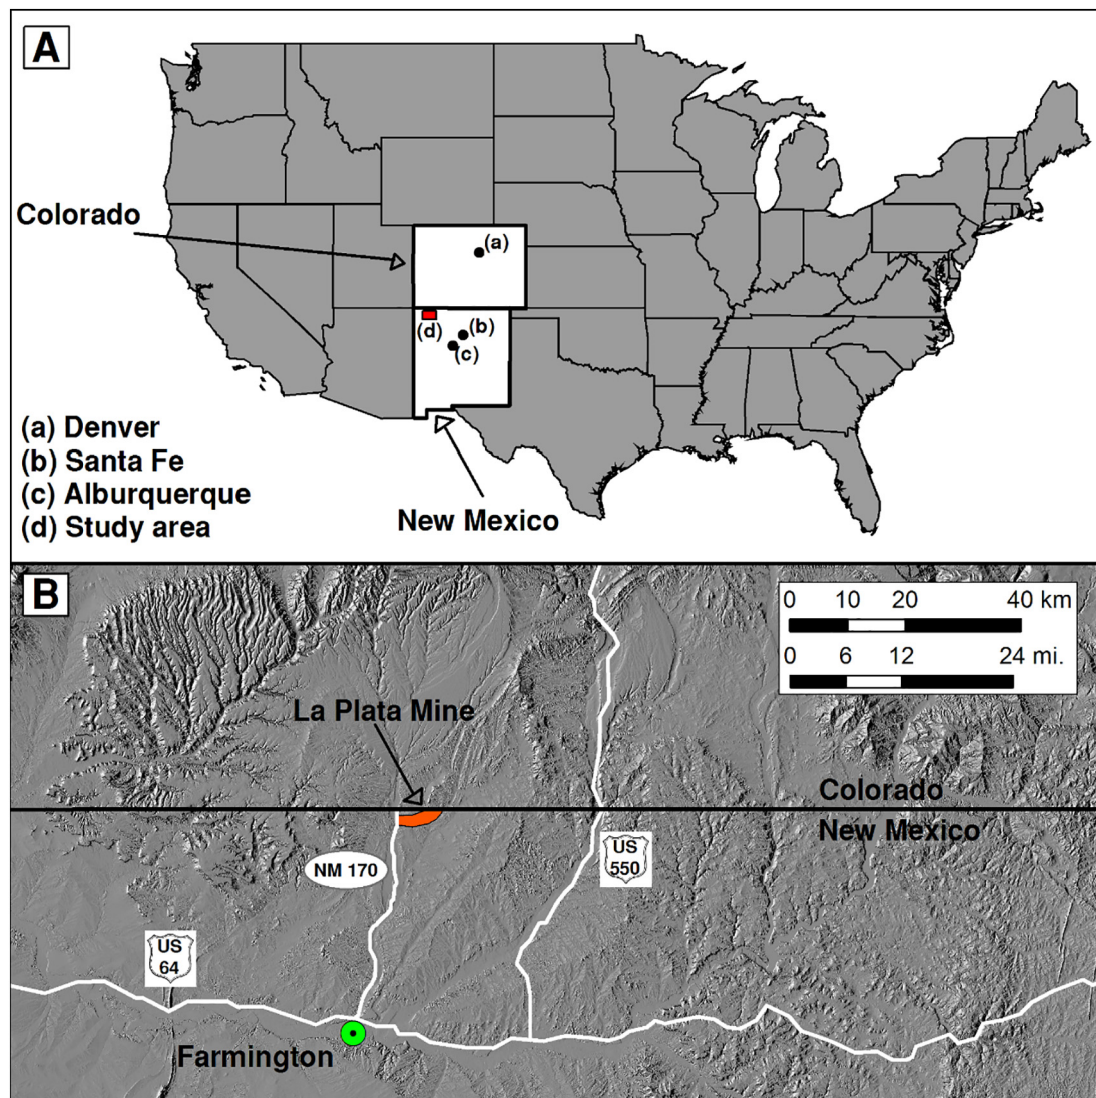 A
Colorado
(a)
(b)
(d)
(c)
(a) Denver
(b) Santa Fe
(c) Alburquerque
(d) Study area
New Mexico
B
0 10 20 40 km
0 6 12 24 mi.
La Plata Mine
Colorado
New Mexico
NM 170
US
550
US
64
Farmington